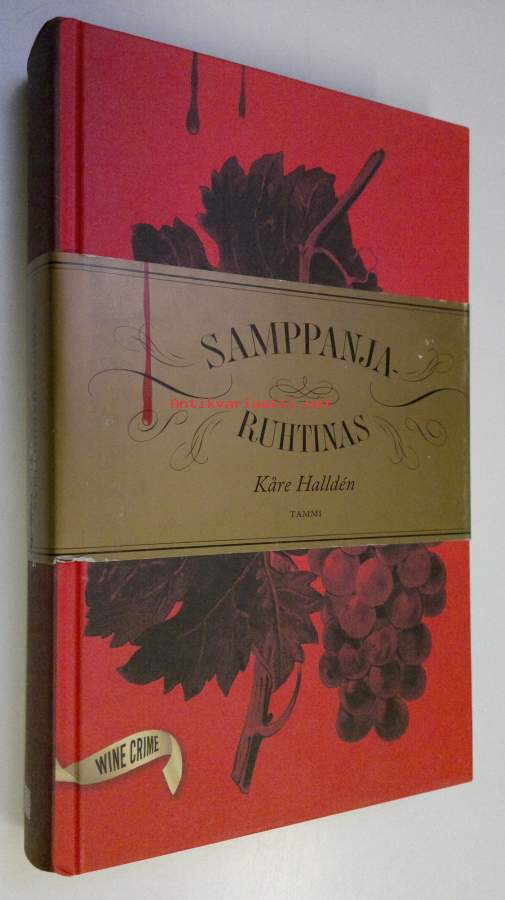 SAMPPANJA-
Antikvariaatti.net
RUHTINAS
Kåre Halldén
TAMMI
WINE CRIME